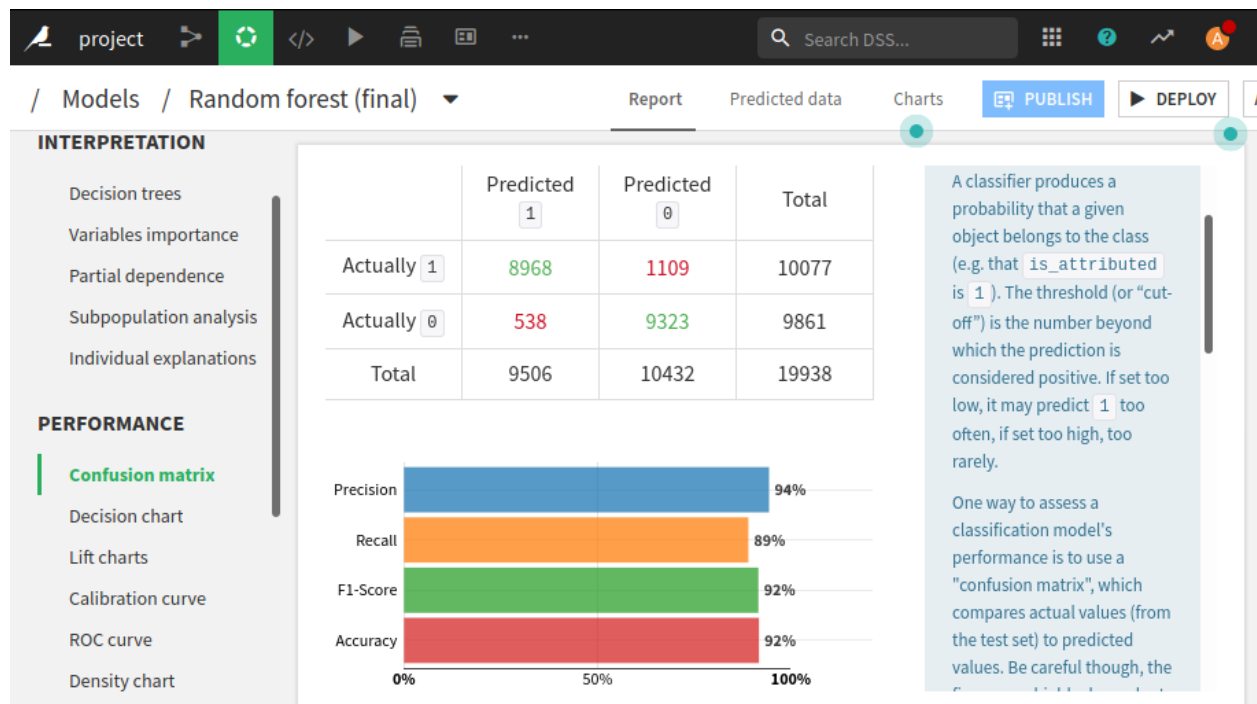 project </> ... Search DSS... ? A
/ Models / Random forest (final) Report Predicted data Charts PUBLISH DEPLOY
INTERPRETATION
Decision trees
Variables importance
Partial dependence
Subpopulation analysis
Individual explanations
PERFORMANCE
Confusion matrix
Decision chart
Lift charts
Calibration curve
ROC curve
Density chart
Predicted 1 Predicted 0 Total
Actually 1 8968 1109 10077
Actually 0 538 9323 9861
Total 9506 10432 19938
Precision 94%
Recall 89%
F1-Score 92%
Accuracy 92%
0% 50% 100%
A classifier produces a
probability that a given
object belongs to the class
(e.g. that is_attributed
is 1 ). The threshold (or “cut-
off”) is the number beyond
which the prediction is
considered positive. If set too
low, it may predict 1 too
often, if set too high, too
rarely.
One way to assess a
classification model's
performance is to use a
"confusion matrix", which
compares actual values (from
the test set) to predicted
values. Be careful though, the